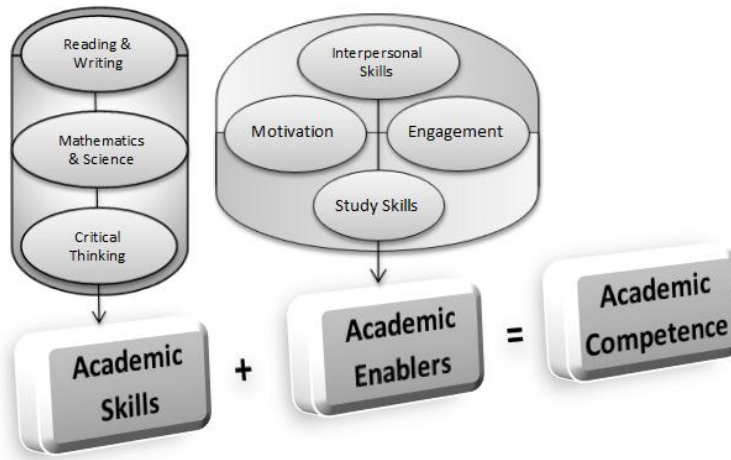 Reading &
Writing
Mathematics
& Science
Critical
Thinking
Interpersonal
Skills
Motivation
Engagement
Study Skills
Academic
Skills
+
Academic
Enablers
=
Academic
Competence